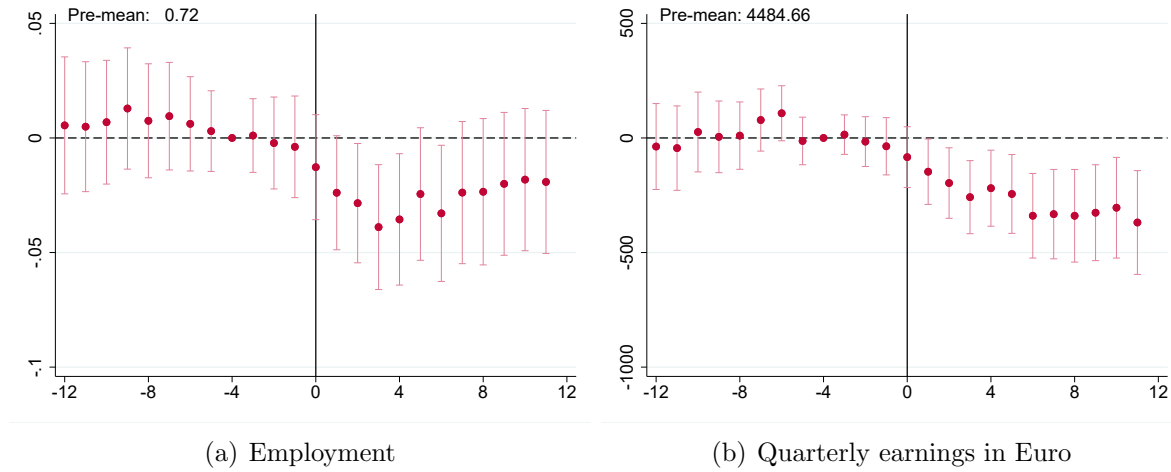 Pre-mean: 0.72
.05
0
-.05
-.1
-12 -8 -4 0 4 8 12
(a) Employment
Pre-mean: 4484.66
500
0
-500
-1000
-12 -8 -4 0 4 8 12
(b) Quarterly earnings in Euro